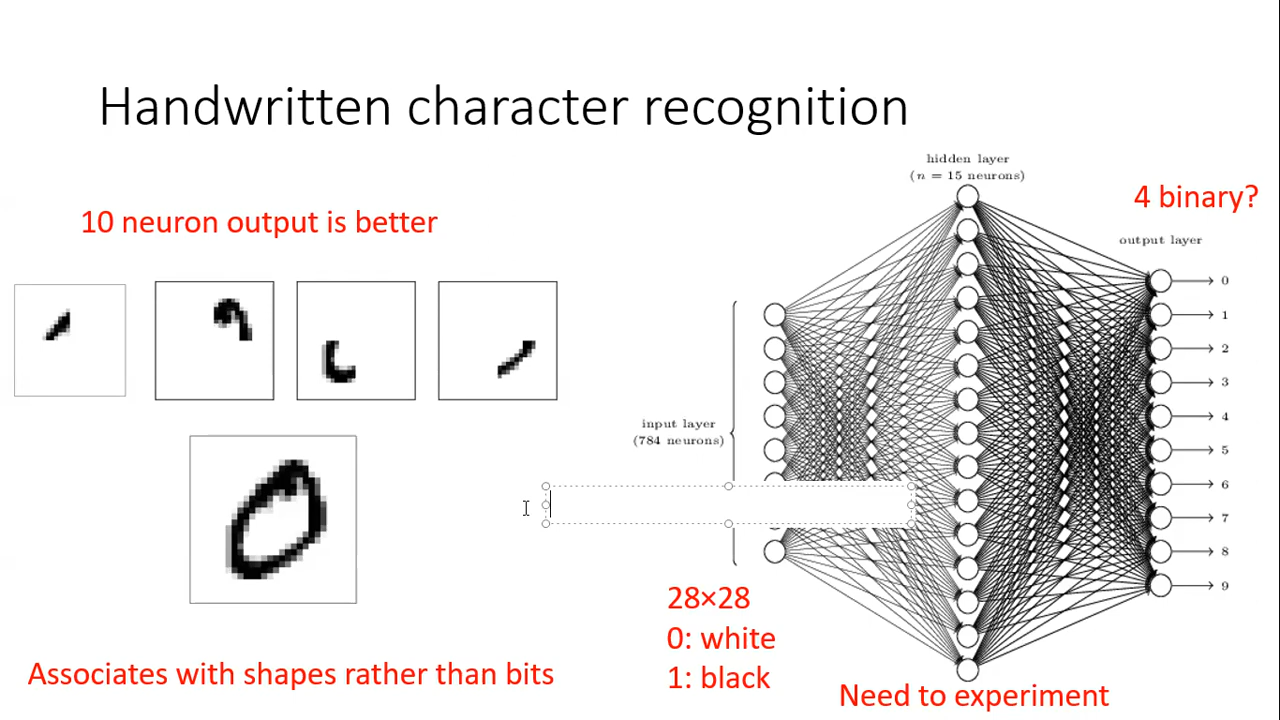 Handwritten character recognition
10 neuron output is better
hidden layer
(n = 15 neurons)
4 binary?
output layer
0
1
2
3
4
5
6
7
8
9
input layer
(784 neurons)
28×28
0: white
1: black
Associates with shapes rather than bits
Need to experiment